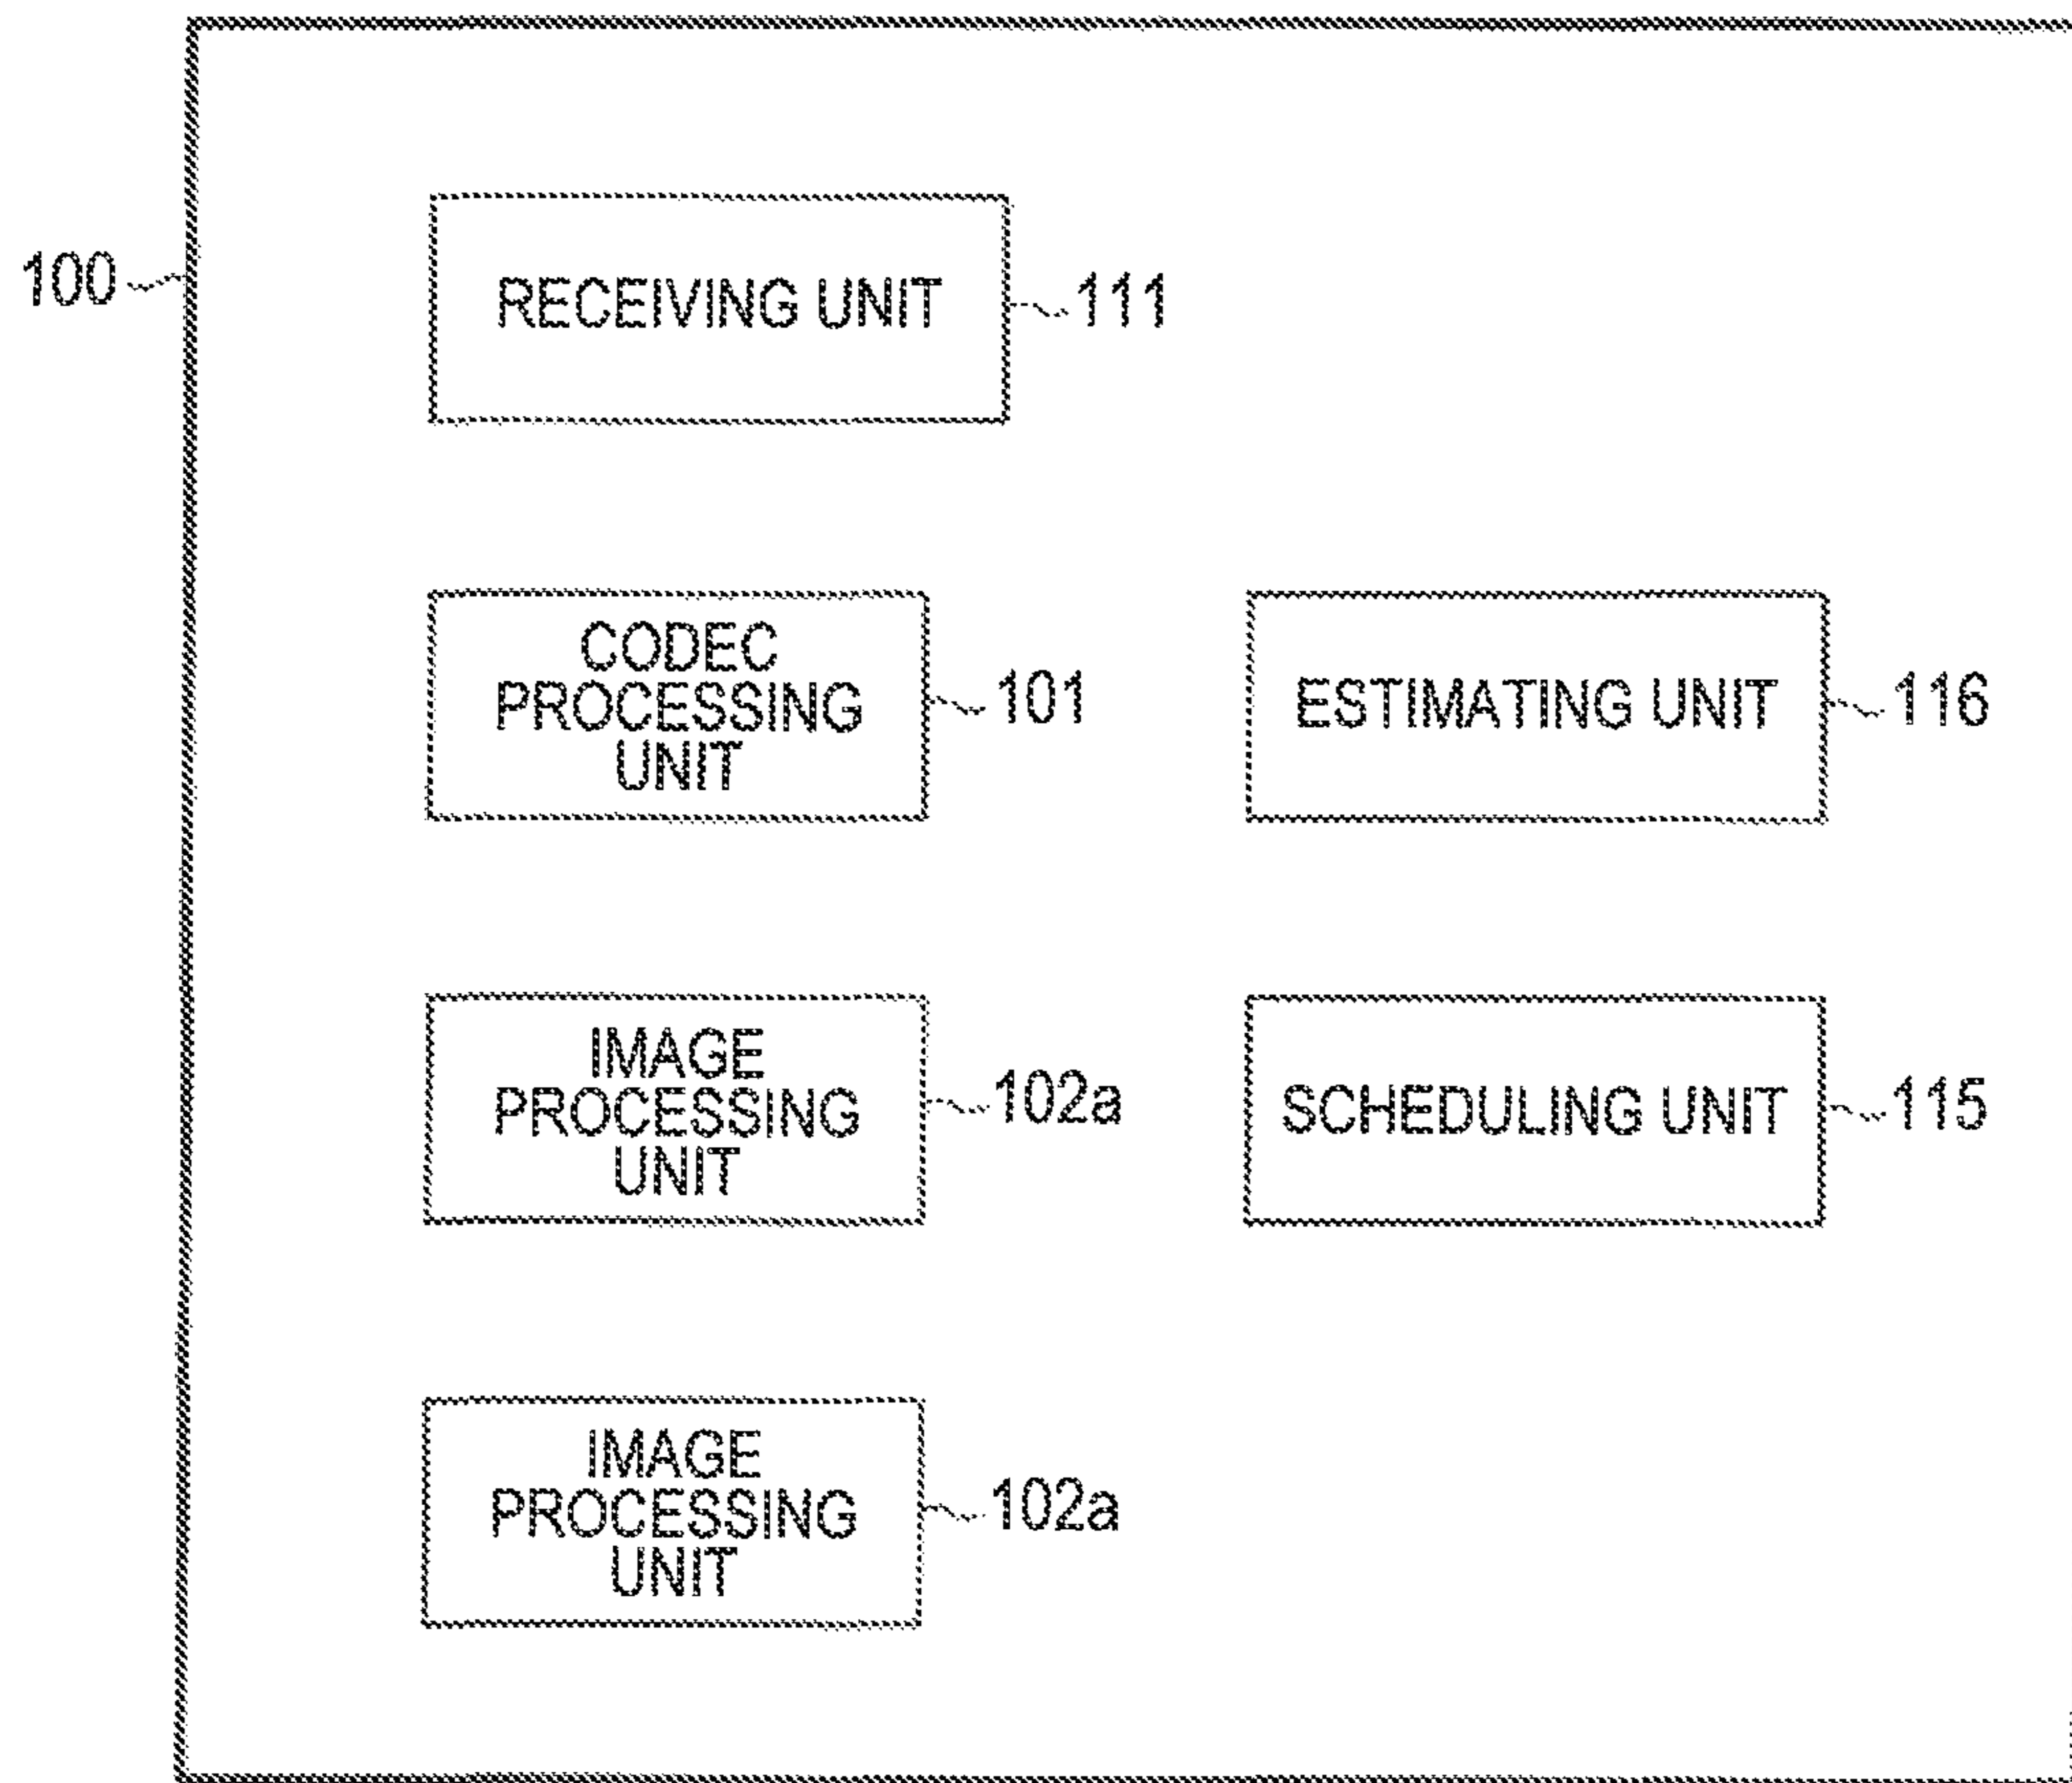 100
RECEIVING UNIT
111
CODEC
PROCESSING
UNIT
101
ESTIMATING UNIT
116
IMAGE
PROCESSING
UNIT
102a
SCHEDULING UNIT
115
IMAGE
PROCESSING
UNIT
102a